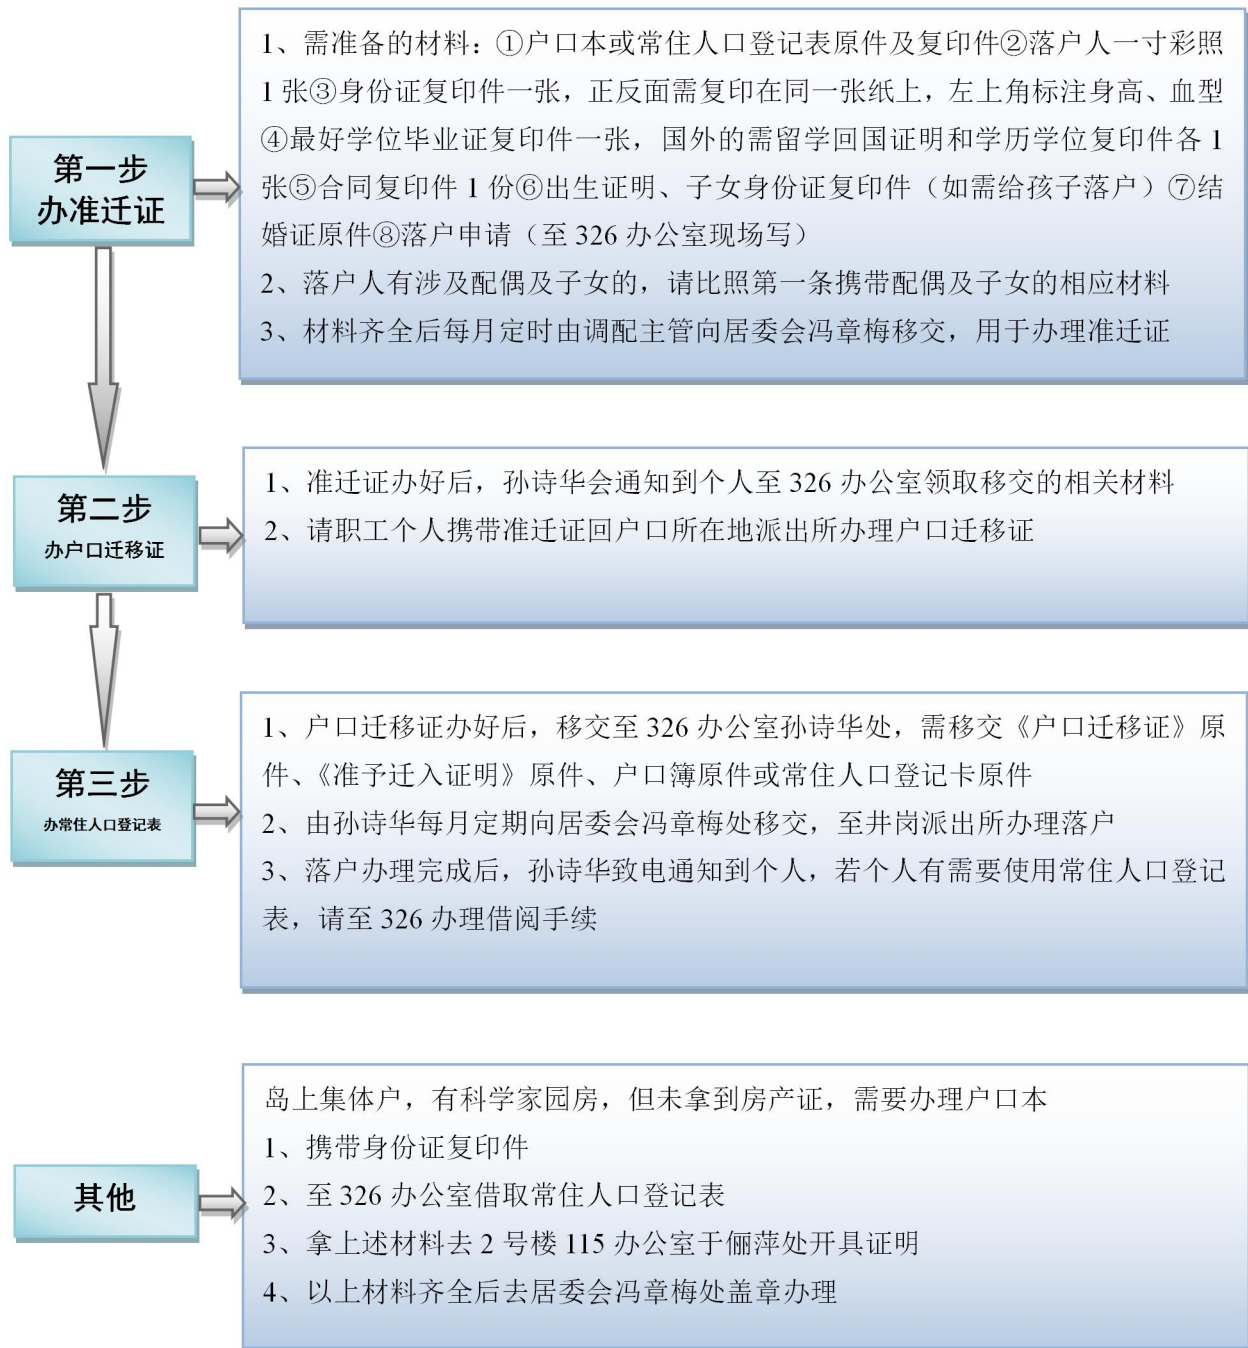 第一步
办准迁证
1、需准备的材料：①户口本或常住人口登记表原件及复印件②落户人一寸彩照
1 张③身份证复印件一张，正反面需复印在同一张纸上，左上角标注身高、血型
④最好学位毕业证复印件一张，国外的需留学回国证明和学历学位复印件各 1
张⑤合同复印件 1 份⑥出生证明、子女身份证复印件（如需给孩子落户）⑦结
婚证原件⑧落户申请（至 326 办公室现场写）
2、落户人有涉及配偶及子女的，请比照第一条携带配偶及子女的相应材料
3、材料齐全后每月定时由调配主管向居委会冯章梅移交，用于办理准迁证
第二步
办户口迁移证
1、准迁证办好后，孙诗华会通知到个人至 326 办公室领取移交的相关材料
2、请职工个人携带准迁证回户口所在地派出所办理户口迁移证
第三步
办常住人口登记表
1、户口迁移证办好后，移交至 326 办公室孙诗华处，需移交《户口迁移证》原
件、《准予迁入证明》原件、户口簿原件或常住人口登记卡原件
2、由孙诗华每月定期向居委会冯章梅处移交，至井岗派出所办理落户
3、落户办理完成后，孙诗华致电通知到个人，若个人有需要使用常住人口登记
表，请至 326 办理借阅手续
其他
岛上集体户，有科学家园房，但未拿到房产证，需要办理户口本
1、携带身份证复印件
2、至 326 办公室借取常住人口登记表
3、拿上述材料去 2 号楼 115 办公室于俪萍处开具证明
4、以上材料齐全后去居委会冯章梅处盖章办理